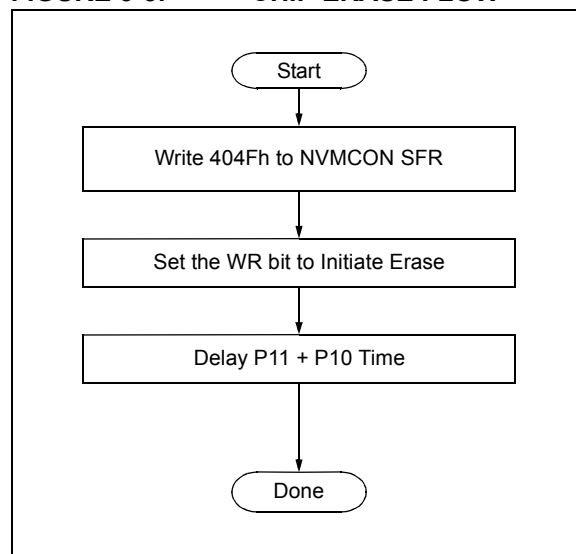 Start
Write 404Fh to NVMCON SFR
Set the WR bit to Initiate Erase
Delay P11 + P10 Time
Done